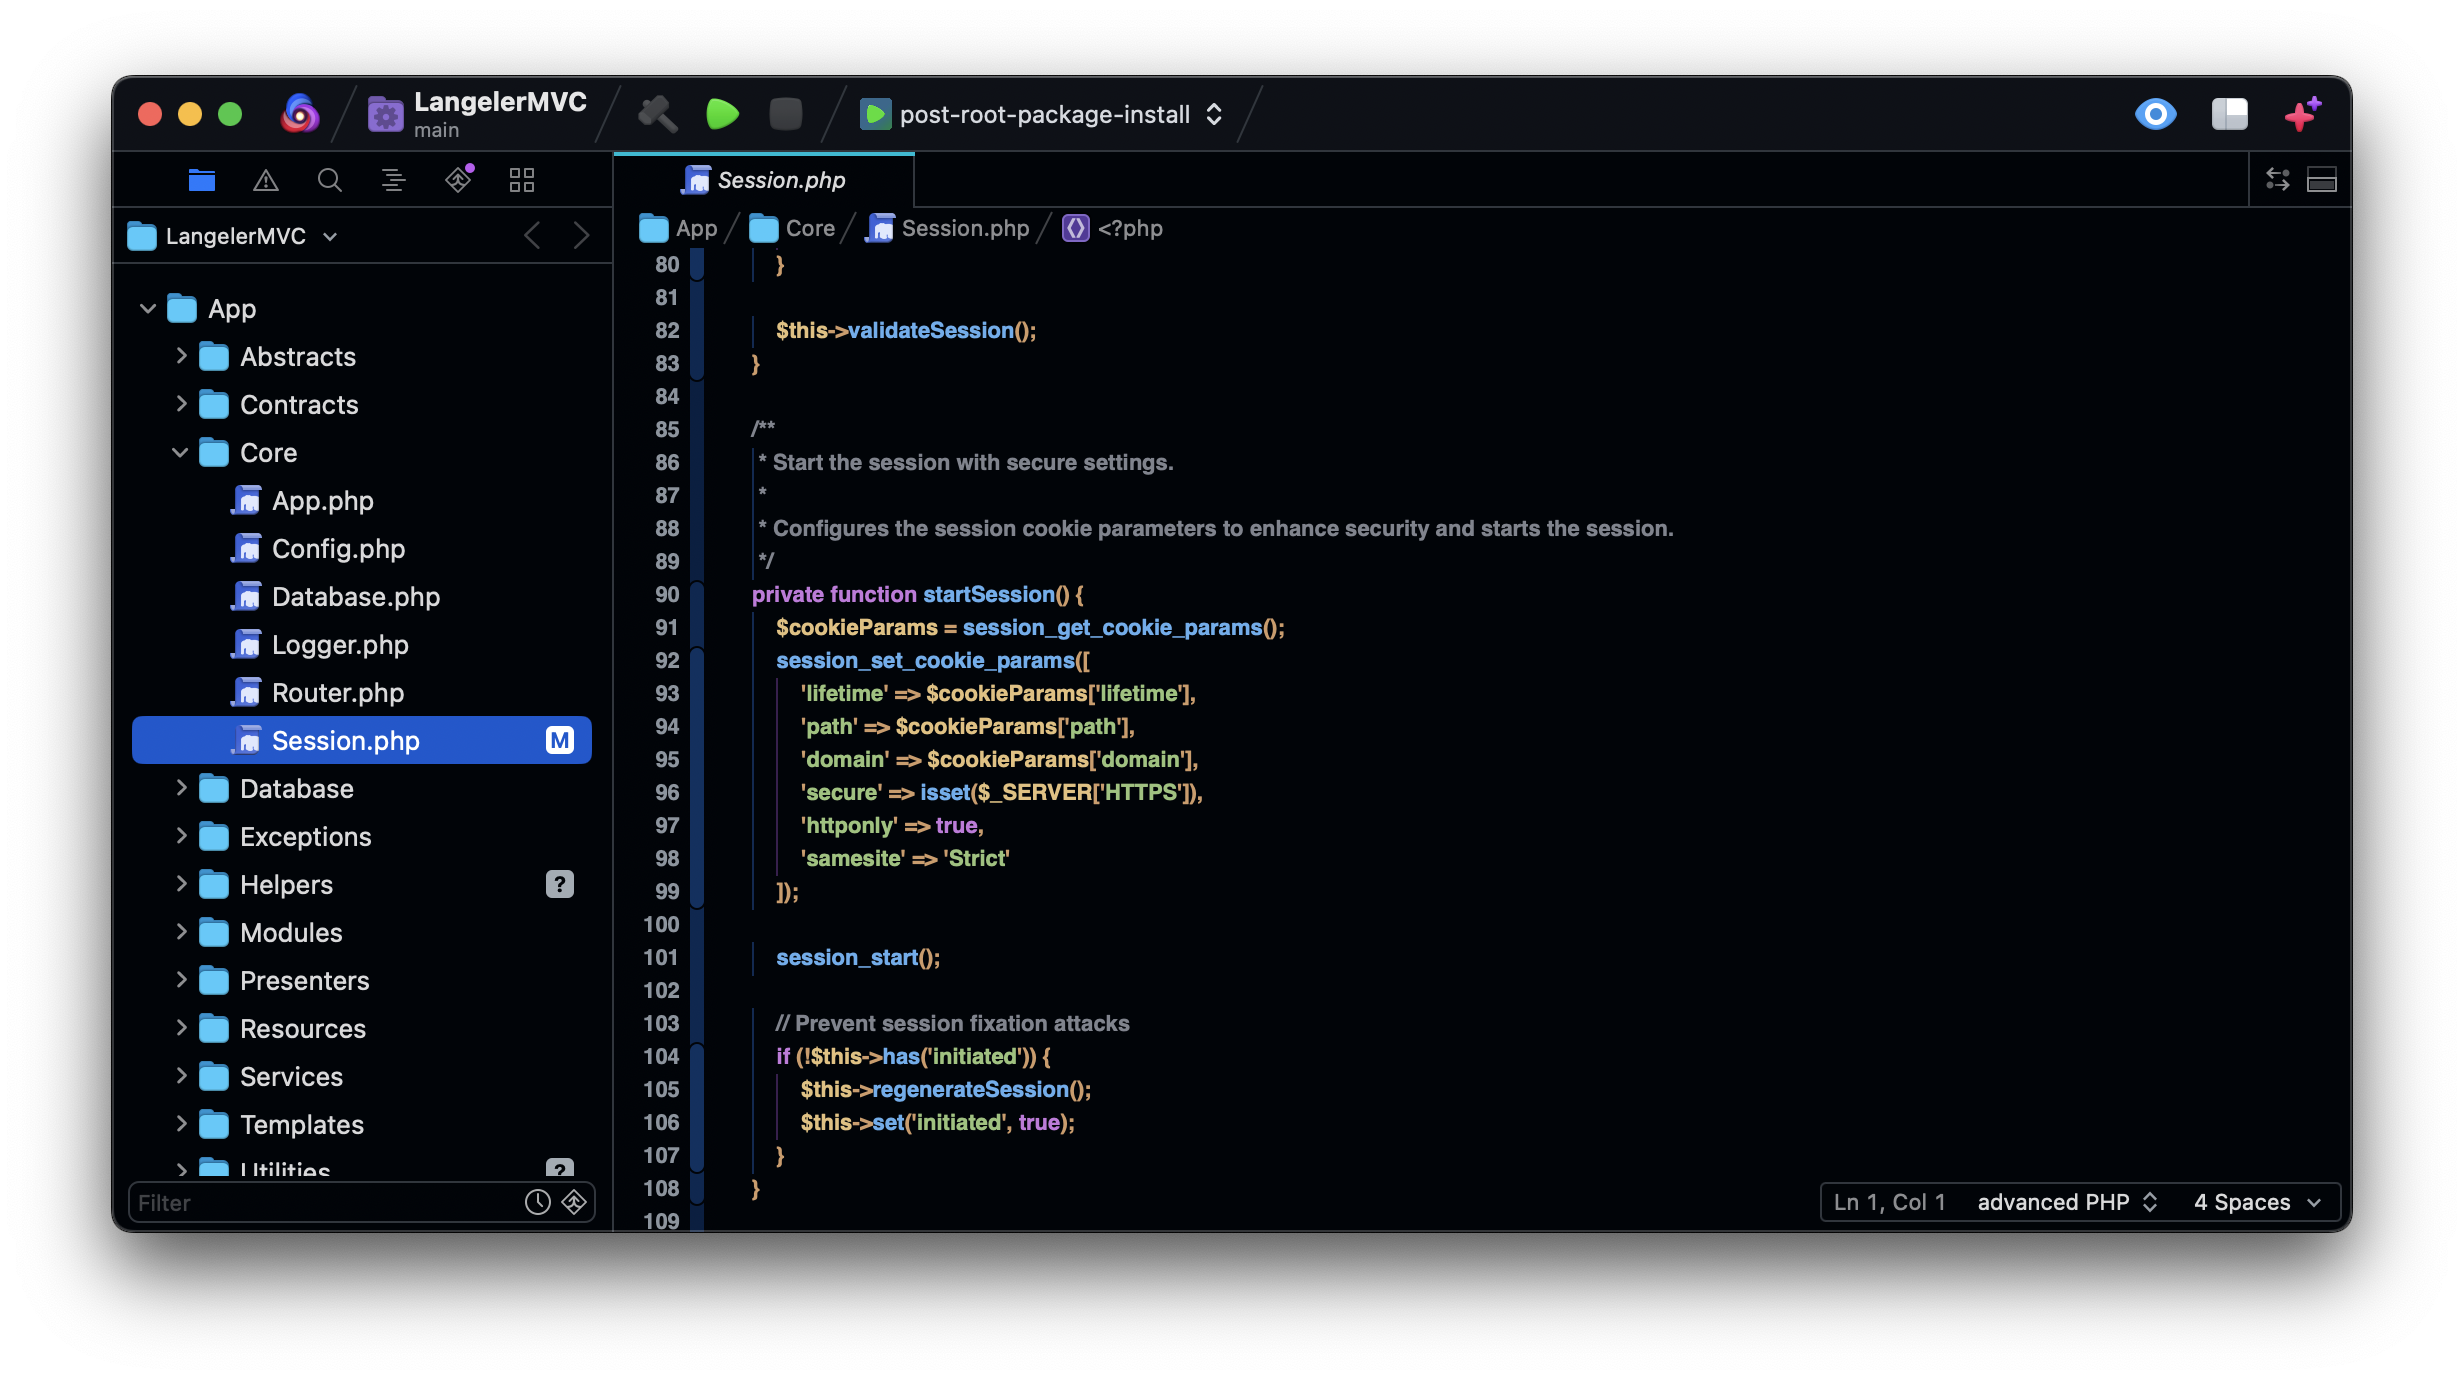 LangelerMVC
main
post-root-package-install
Session.php
LangelerMVC
App
Abstracts
Contracts
Core
App.php
Config.php
Database.php
Logger.php
Router.php
Session.php M
Database
Exceptions
Helpers ?
Modules
Presenters
Resources
Services
Templates
Utilities ?
Filter
App Core Session.php <?php
80 }
81
82 $this->validateSession();
83 }
84
85 /**
86 * Start the session with secure settings.
87 *
88 * Configures the session cookie parameters to enhance security and starts the session.
89 */
90 private function startSession() {
91 $cookieParams = session_get_cookie_params();
92 session_set_cookie_params([
93 'lifetime' => $cookieParams['lifetime'],
94 'path' => $cookieParams['path'],
95 'domain' => $cookieParams['domain'],
96 'secure' => isset($_SERVER['HTTPS']),
97 'httponly' => true,
98 'samesite' => 'Strict'
99 ]);
100
101 session_start();
102
103 // Prevent session fixation attacks
104 if (!$this->has('initiated')) {
105 $this->regenerateSession();
106 $this->set('initiated', true);
107 }
108 }
109
Ln 1, Col 1 advanced PHP 4 Spaces